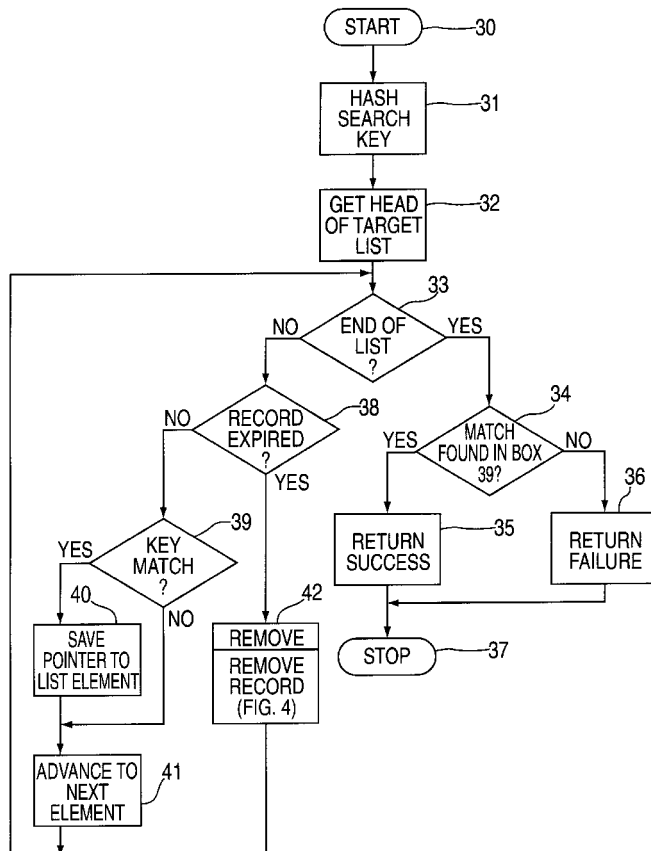 START
30
HASH
SEARCH
KEY
31
GET HEAD
OF TARGET
LIST
32
33
NO
END OF
LIST
?
YES
NO
RECORD
EXPIRED
?
38
YES
34
YES
MATCH
FOUND IN BOX
39?
NO
36
YES
KEY
MATCH
?
39
NO
RETURN
SUCCESS
35
RETURN
FAILURE
40
SAVE
POINTER TO
LIST ELEMENT
42
REMOVE
REMOVE
RECORD
(FIG. 4)
STOP
37
ADVANCE TO
NEXT
ELEMENT
41